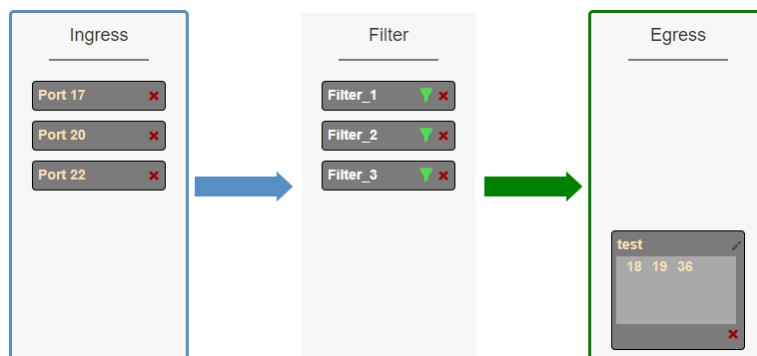 Ingress
Filter
Egress
Port 17
Filter_1
Port 20
Filter_2
Port 22
Filter_3
test
18 19 36